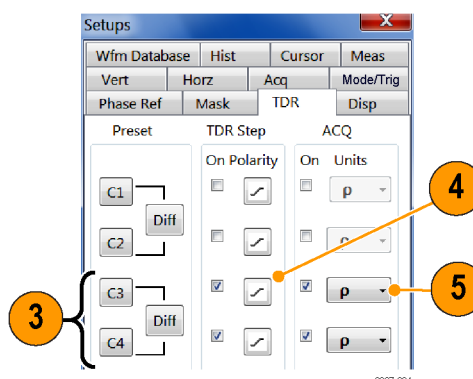 Setups
Wfm Database Hist Cursor Meas
Vert Horz Acq Mode/Trig
Phase Ref Mask TDR Disp
Preset TDR Step ACQ
On Polarity On Units
C1 ρ
Diff
C2 ρ
4
C3 ρ
5
3
Diff
C4 ρ